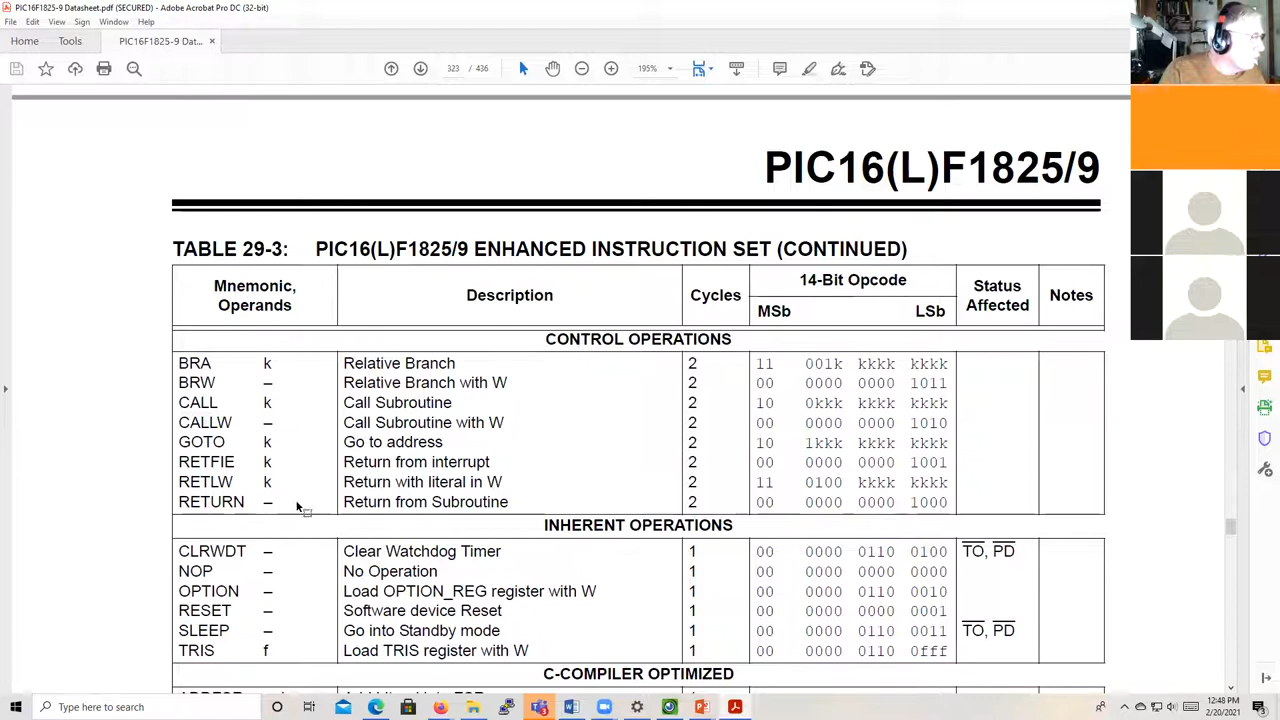 PIC16F1825-9 Datasheet.pdf (SECURED) - Adobe Acrobat Pro DC (32-bit)
File Edit View Sign Window Help
Home Tools PIC16F1825-9 Dat... ×
323 / 436 195%
PIC16(L)F1825/9
TABLE 29-3: PIC16(L)F1825/9 ENHANCED INSTRUCTION SET (CONTINUED)
Mnemonic, Operands Description Cycles 14-Bit Opcode Status Affected Notes
MSb LSb
CONTROL OPERATIONS
BRA k Relative Branch 2 11 001k kkkk kkkk
BRW – Relative Branch with W 2 00 0000 0000 1011
CALL k Call Subroutine 2 10 0kkk kkkk kkkk
CALLW – Call Subroutine with W 2 00 0000 0000 1010
GOTO k Go to address 2 10 1kkk kkkk kkkk
RETFIE k Return from interrupt 2 00 0000 0000 1001
RETLW k Return with literal in W 2 11 0100 kkkk kkkk
RETURN – Return from Subroutine 2 00 0000 0000 1000
INHERENT OPERATIONS
CLRWDT – Clear Watchdog Timer 1 00 0000 0110 0100 TO, PD
NOP – No Operation 1 00 0000 0000 0000
OPTION – Load OPTION_REG register with W 1 00 0000 0110 0010
RESET – Software device Reset 1 00 0000 0000 0001
SLEEP – Go into Standby mode 1 00 0000 0110 0011 TO, PD
TRIS f Load TRIS register with W 1 00 0000 0110 0fff
C-COMPILER OPTIMIZED
Type here to search
12:48 PM
2/20/2021